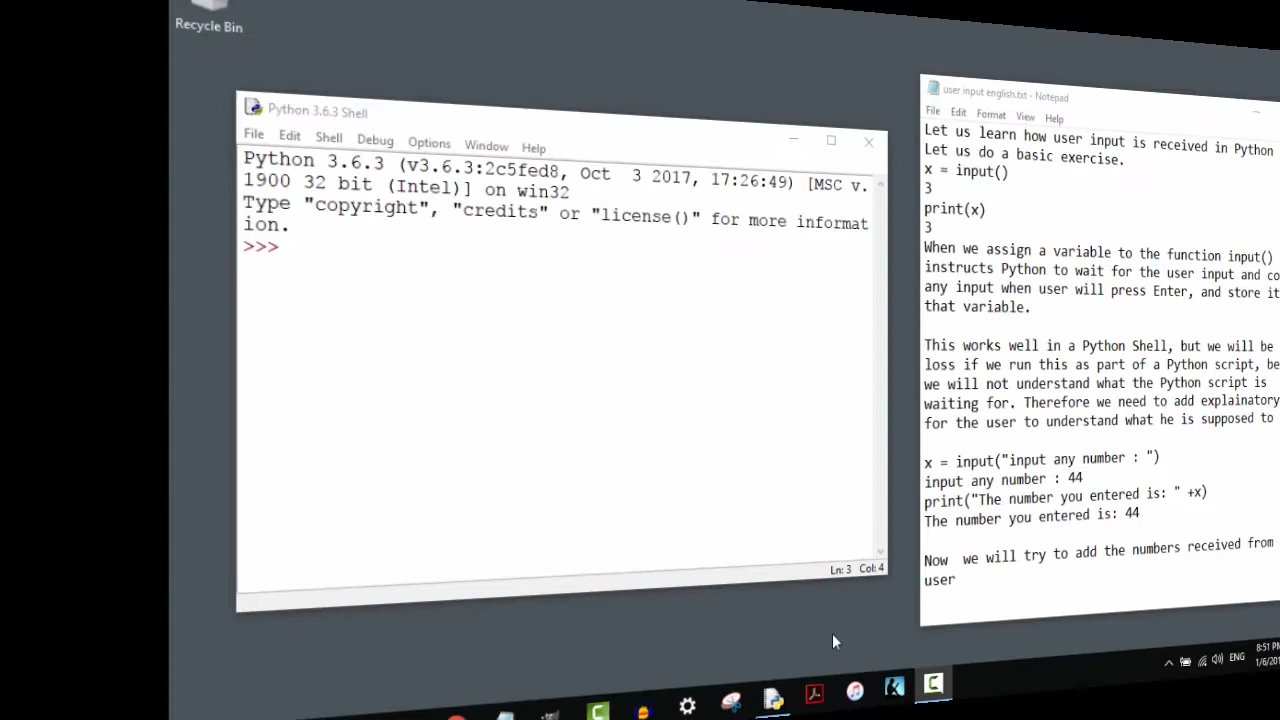 Recycle Bin
Python 3.6.3 Shell
File Edit Shell Debug Options Window Help
Python 3.6.3 (v3.6.3:2c5fed8, Oct  3 2017, 17:26:49) [MSC v.
1900 32 bit (Intel)] on win32
Type "copyright", "credits" or "license()" for more informat
ion.
>>>
Ln: 3 Col: 4
user input english.txt - Notepad
File Edit Format View Help
Let us learn how user input is received in Python
Let us do a basic exercise.
x = input()
3
print(x)
3
When we assign a variable to the function input()
instructs Python to wait for the user input and co
any input when user will press Enter, and store it
that variable.
This works well in a Python Shell, but we will be
loss if we run this as part of a Python script, be
we will not understand what the Python script is
waiting for. Therefore we need to add explainatory
for the user to understand what he is supposed to
x = input("input any number : ")
input any number : 44
print("The number you entered is: " +x)
The number you entered is: 44
Now  we will try to add the numbers received from
user
ENG
8:51 PM
1/6/201